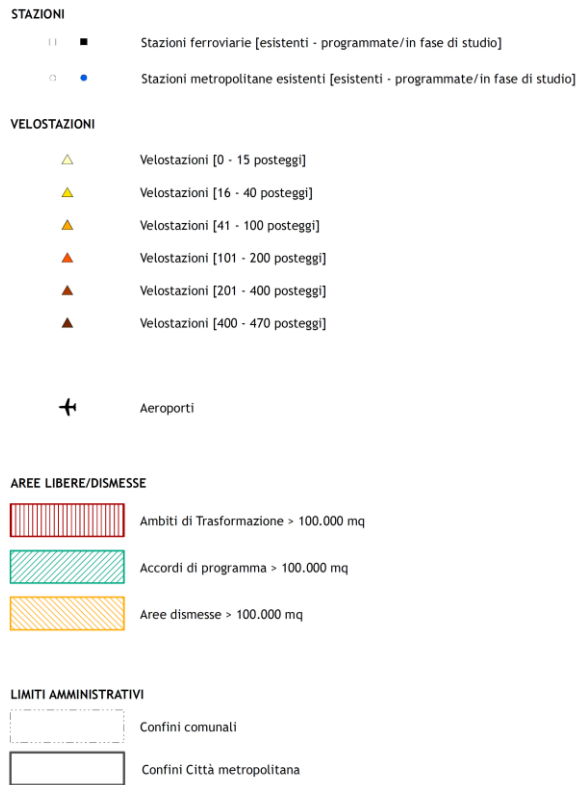 STAZIONI
Stazioni ferroviarie [esistenti - programmate/in fase di studio]
Stazioni metropolitane esistenti [esistenti - programmate/in fase di studio]
VELOSTAZIONI
Velostazioni [0 - 15 posteggi]
Velostazioni [16 - 40 posteggi]
Velostazioni [41 - 100 posteggi]
Velostazioni [101 - 200 posteggi]
Velostazioni [201 - 400 posteggi]
Velostazioni [400 - 470 posteggi]
Aeroporti
AREE LIBERE/DISMESSE
Ambiti di Trasformazione > 100.000 mq
Accordi di programma > 100.000 mq
Aree dismesse > 100.000 mq
LIMITI AMMINISTRATIVI
Confini comunali
Confini Città metropolitana